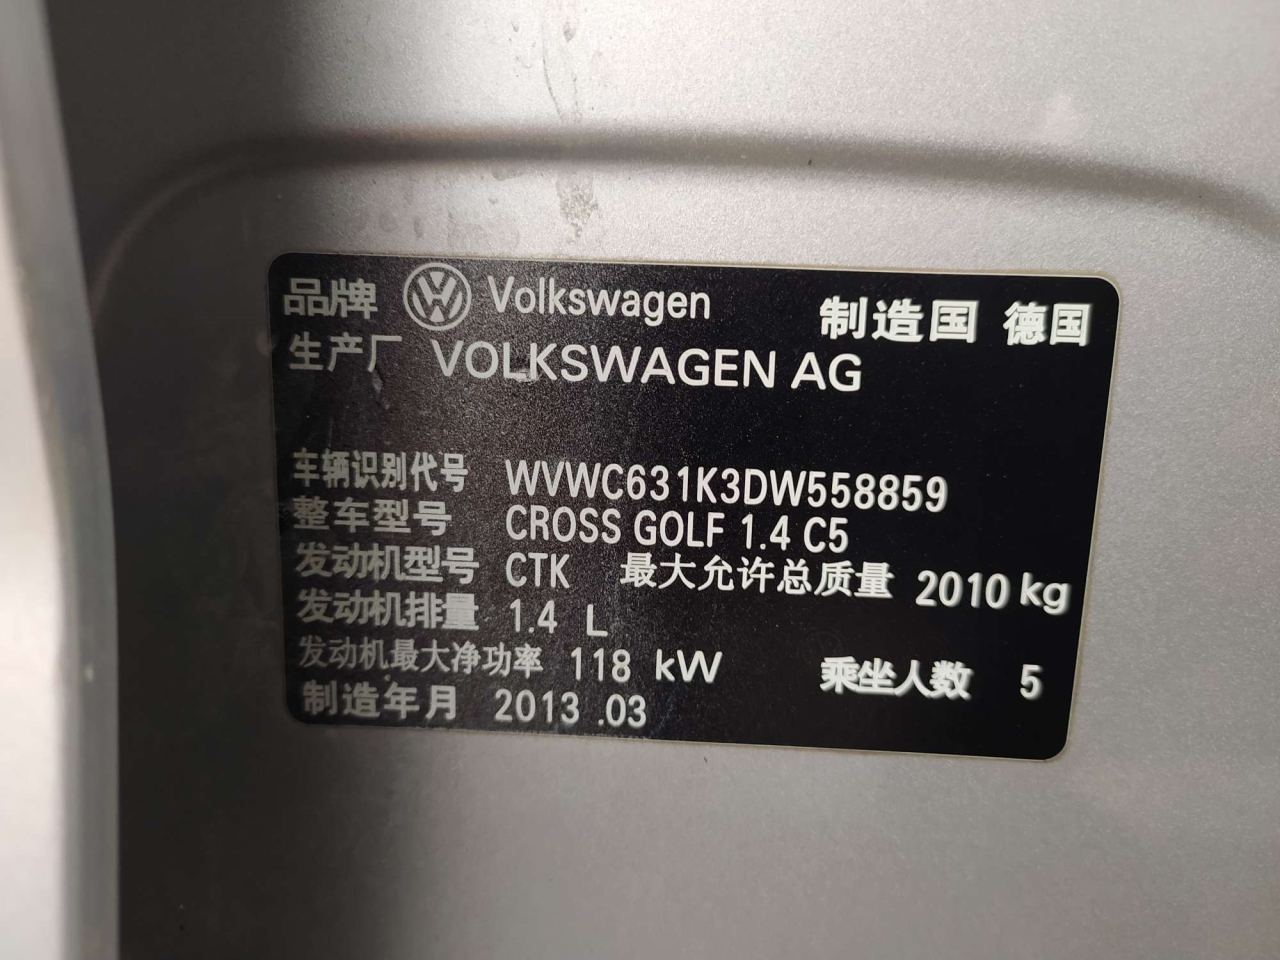 品牌 Volkswagen 制造国 德国
生产厂 VOLKSWAGEN AG
车辆识别代号 WVWC631K3DW558859
整车型号 CROSS GOLF 1.4 C5
发动机型号 CTK 最大允许总质量 2010 kg
发动机排量 1.4 L
发动机最大净功率 118 kW 乘坐人数 5
制造年月 2013 .03